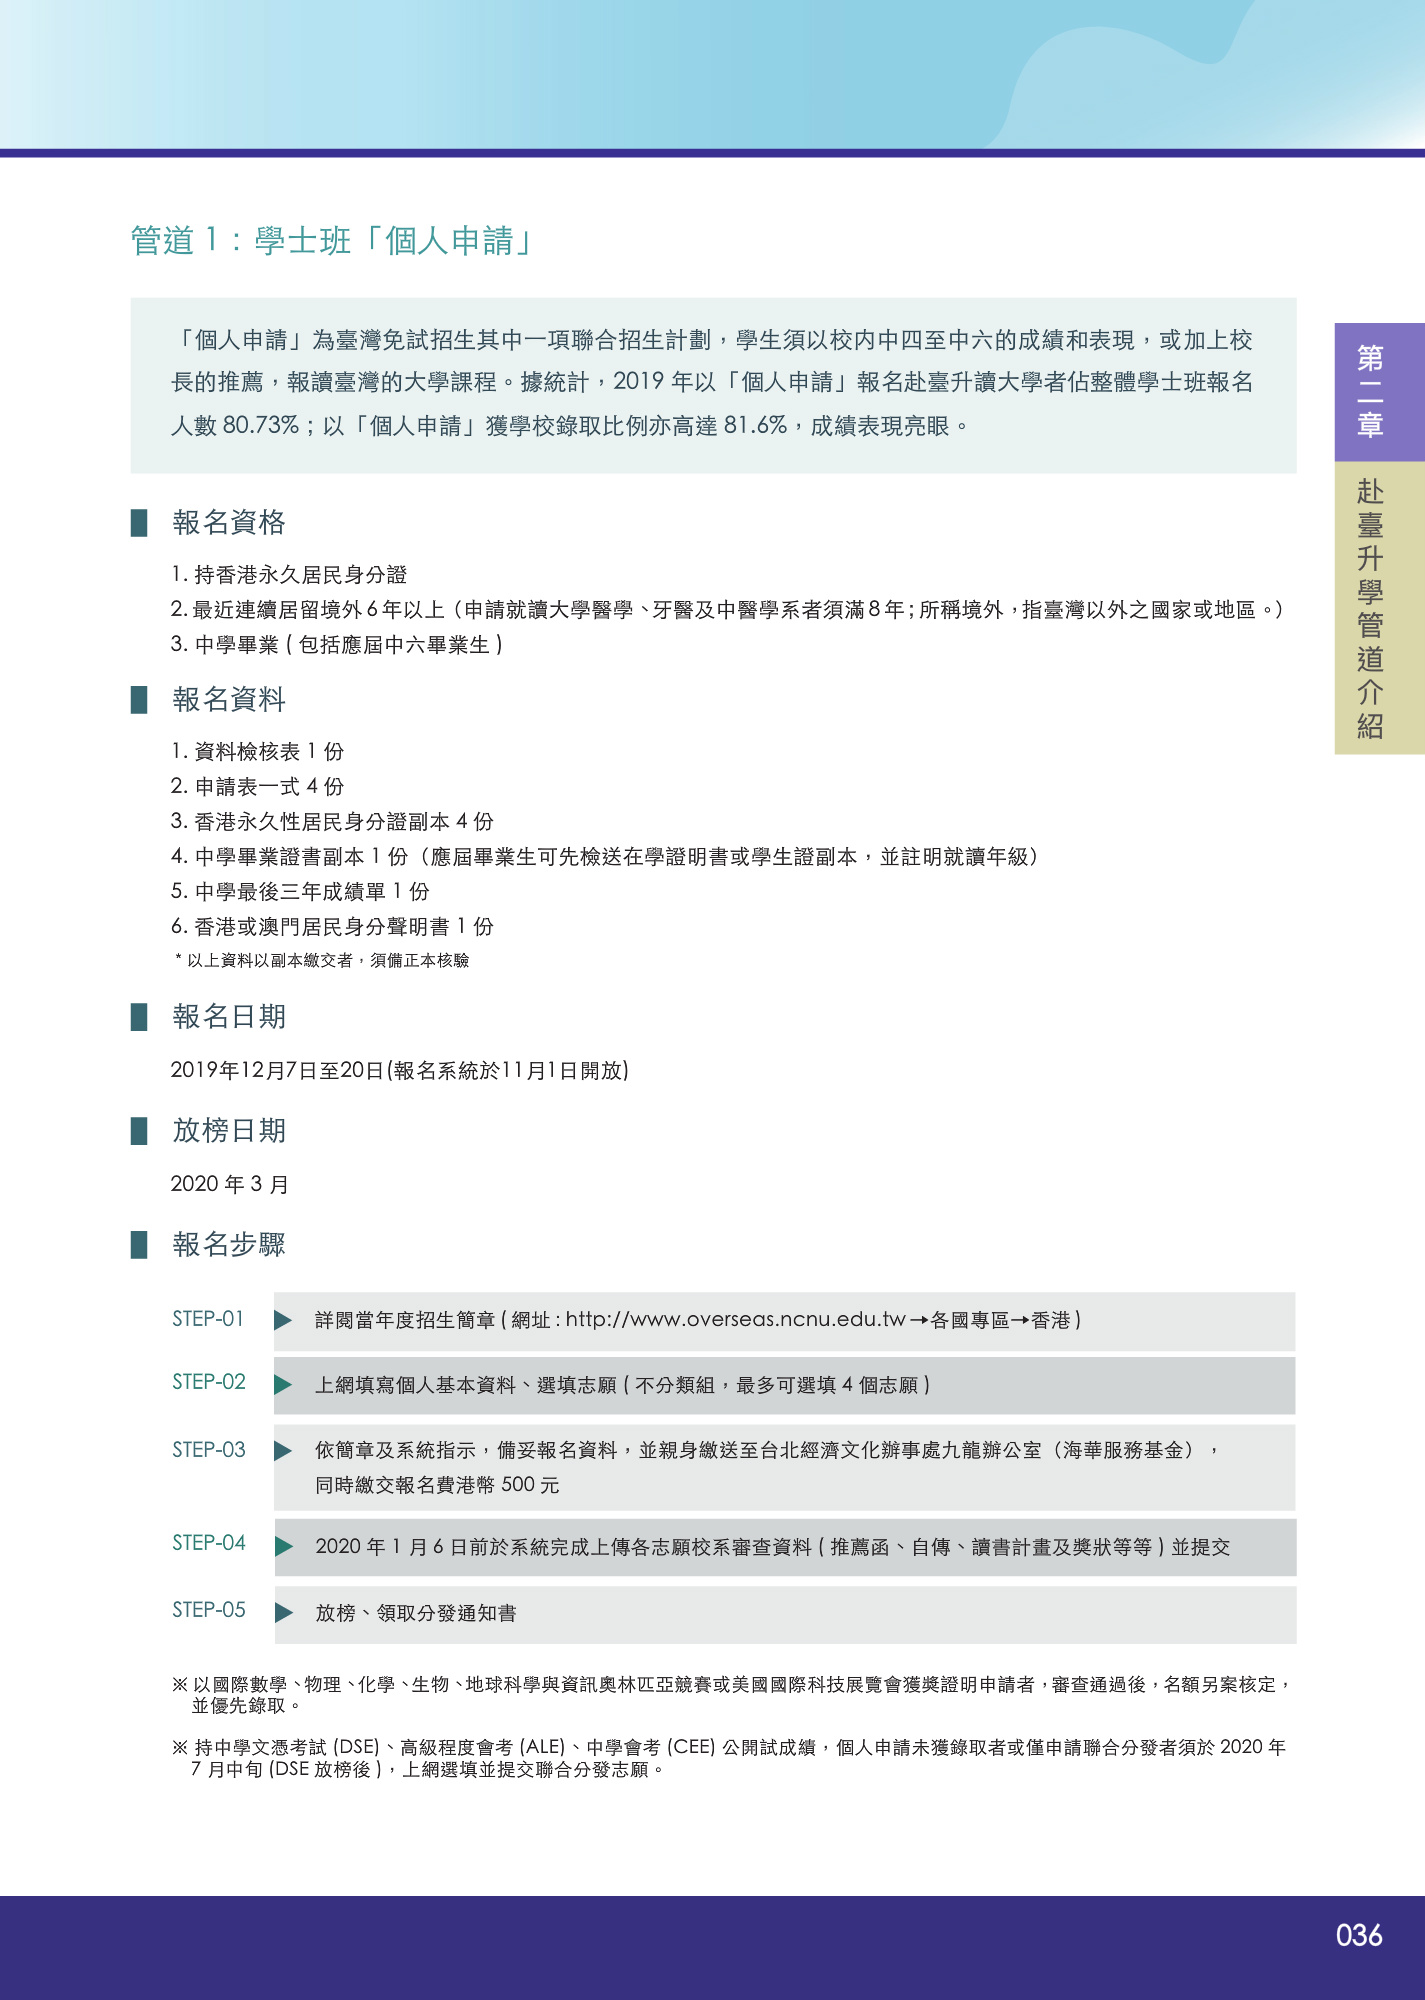 管道 1：學士班「個人申請」
「個人申請」為臺灣免試招生其中一項聯合招生計劃，學生須以校内中四至中六的成績和表現，或加上校
長的推薦，報讀臺灣的大學課程。據統計，2019 年以「個人申請」報名赴臺升讀大學者佔整體學士班報名
人數 80.73%；以「個人申請」獲學校錄取比例亦高達 81.6%，成績表現亮眼。
第二章
赴臺升學管道介紹
報名資格
1. 持香港永久居民身分證
2. 最近連續居留境外 6 年以上（申請就讀大學醫學、牙醫及中醫學系者須滿 8 年；所稱境外，指臺灣以外之國家或地區。）
3. 中學畢業 ( 包括應屆中六畢業生 )
報名資料
1. 資料檢核表 1 份
2. 申請表一式 4 份
3. 香港永久性居民身分證副本 4 份
4. 中學畢業證書副本 1 份（應屆畢業生可先檢送在學證明書或學生證副本，並註明就讀年級）
5. 中學最後三年成績單 1 份
6. 香港或澳門居民身分聲明書 1 份
* 以上資料以副本繳交者，須備正本核驗
報名日期
2019年12月7日至20日(報名系統於11月1日開放)
放榜日期
2020 年 3 月
報名步驟
STEP-01 詳閱當年度招生簡章 ( 網址 : http://www.overseas.ncnu.edu.tw→各國專區→香港 )
STEP-02 上網填寫個人基本資料、選填志願 ( 不分類組，最多可選填 4 個志願 )
STEP-03 依簡章及系統指示，備妥報名資料，並親身繳送至台北經濟文化辦事處九龍辦公室（海華服務基金），
同時繳交報名費港幣 500 元
STEP-04 2020 年 1 月 6 日前於系統完成上傳各志願校系審查資料 ( 推薦函、自傳、讀書計畫及獎狀等等 ) 並提交
STEP-05 放榜、領取分發通知書
※ 以國際數學、物理、化學、生物、地球科學與資訊奧林匹亞競賽或美國國際科技展覽會獲獎證明申請者，審查通過後，名額另案核定，
並優先錄取。
※ 持中學文憑考試 (DSE)、高級程度會考 (ALE)、中學會考 (CEE) 公開試成績，個人申請未獲錄取者或僅申請聯合分發者須於 2020 年
7 月中旬 (DSE 放榜後 )，上網選填並提交聯合分發志願。
036